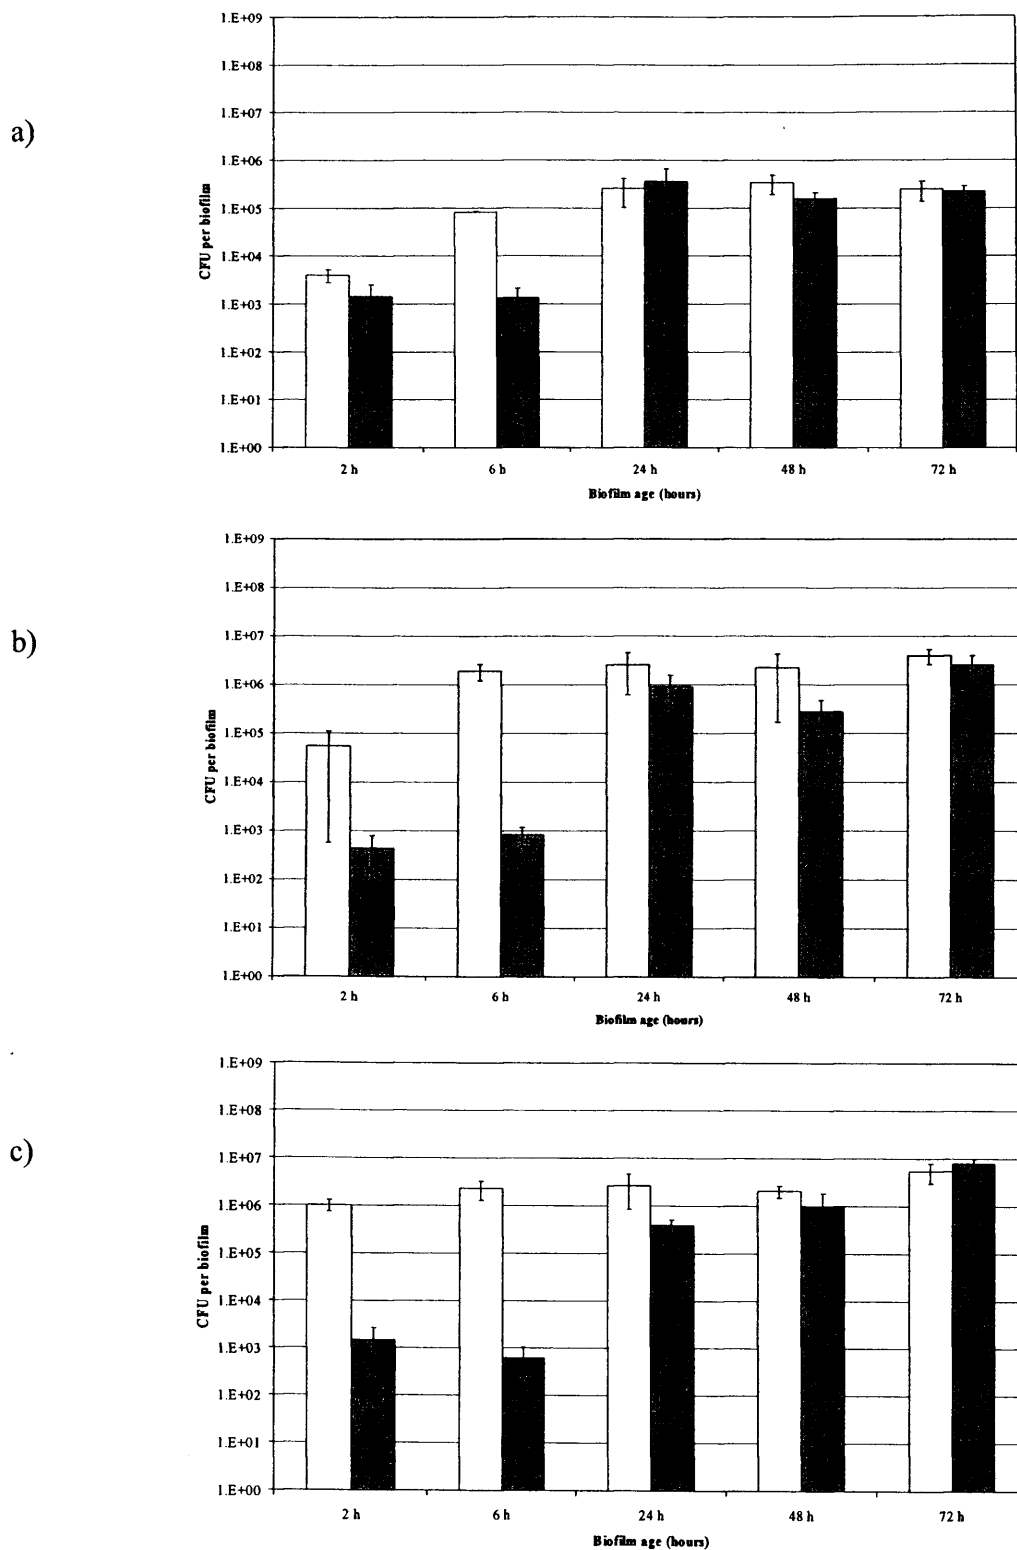 a)
1.E+09
1.E+08
1.E+07
1.E+06
1.E+05
1.E+04
1.E+03
1.E+02
1.E+01
1.E+00
CFU per biofilm
2 h 6 h 24 h 48 h 72 h
Biofilm age (hours)
b)
1.E+09
1.E+08
1.E+07
1.E+06
1.E+05
1.E+04
1.E+03
1.E+02
1.E+01
1.E+00
CFU per biofilm
2 h 6 h 24 h 48 h 72 h
Biofilm age (hours)
c)
1.E+09
1.E+08
1.E+07
1.E+06
1.E+05
1.E+04
1.E+03
1.E+02
1.E+01
1.E+00
CFU per biofilm
2 h 6 h 24 h 48 h 72 h
Biofilm age (hours)